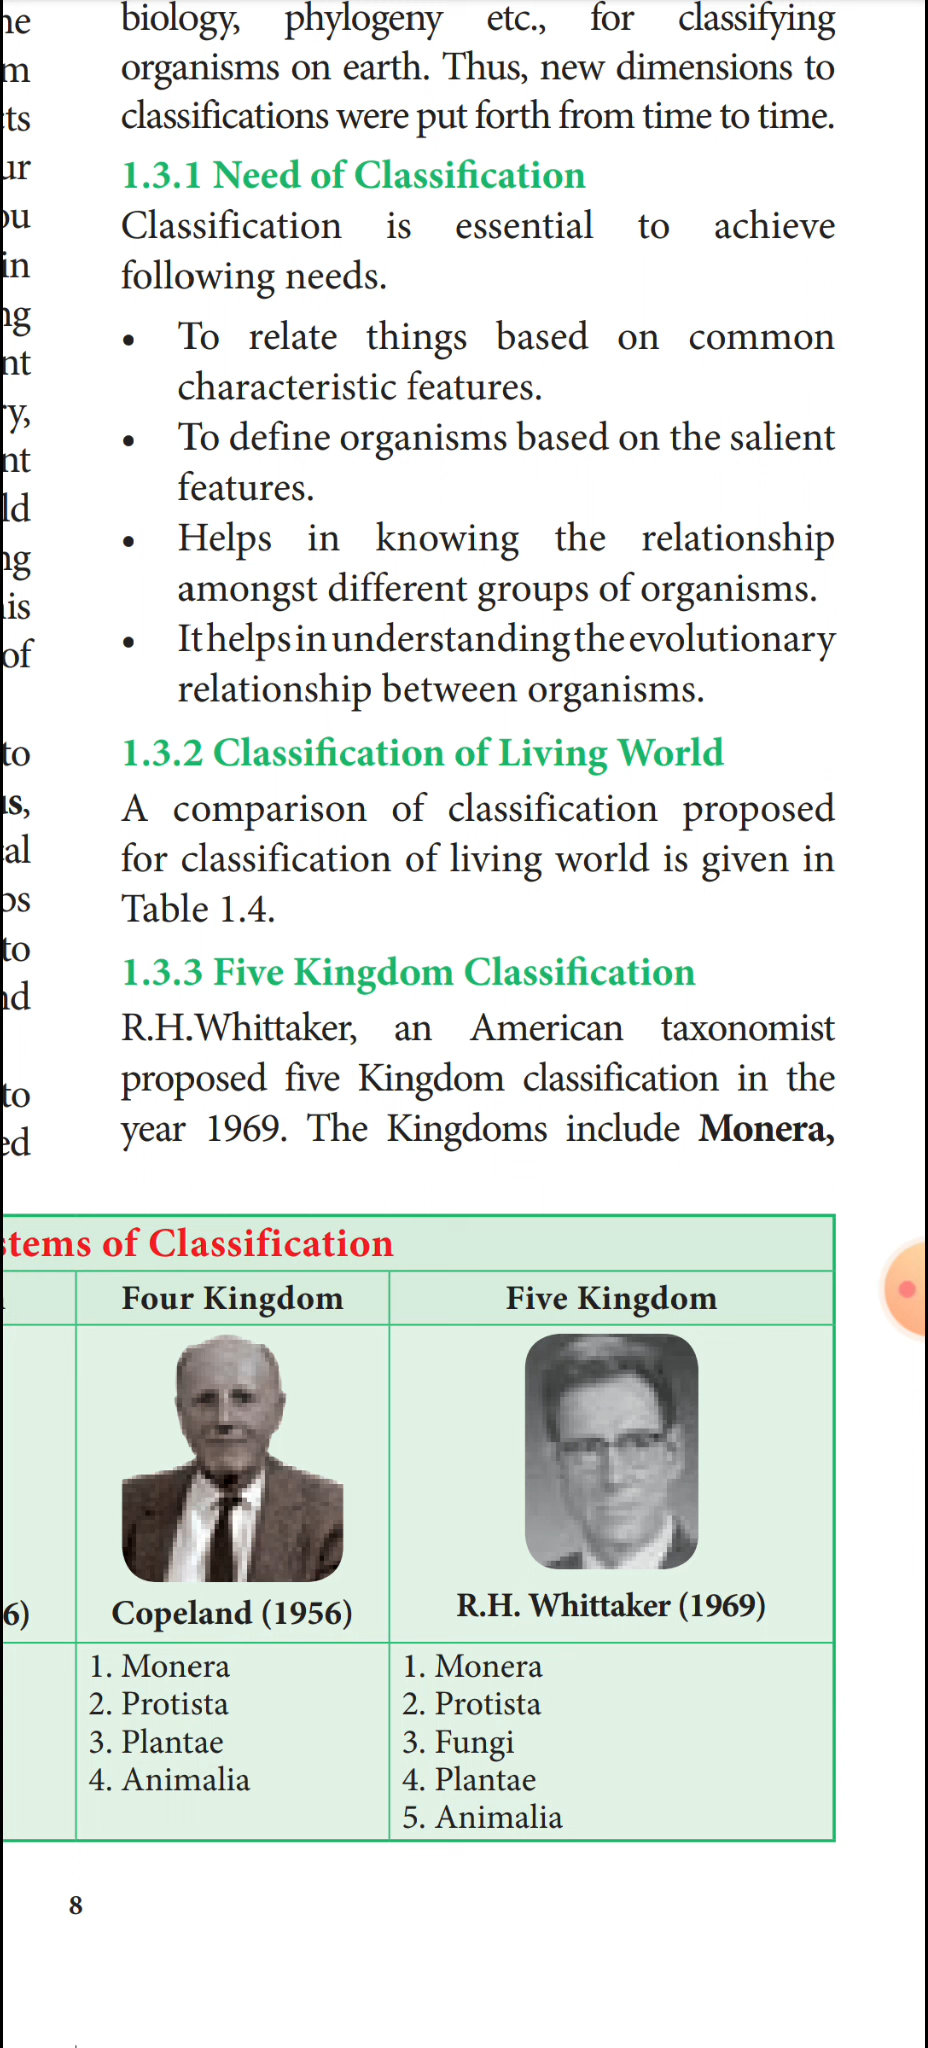 biology, phylogeny etc., for classifying
organisms on earth. Thus, new dimensions to
classifications were put forth from time to time.
1.3.1 Need of Classification
Classification is essential to achieve
following needs.
• To relate things based on common
characteristic features.
• To define organisms based on the salient
features.
• Helps in knowing the relationship
amongst different groups of organisms.
• It helps in understanding the evolutionary
relationship between organisms.
1.3.2 Classification of Living World
A comparison of classification proposed
for classification of living world is given in
Table 1.4.
1.3.3 Five Kingdom Classification
R.H.Whittaker, an American taxonomist
proposed five Kingdom classification in the
year 1969. The Kingdoms include Monera,
stems of Classification
Four Kingdom
Five Kingdom
6)
Copeland (1956)
R.H. Whittaker (1969)
1. Monera
2. Protista
3. Plantae
4. Animalia
1. Monera
2. Protista
3. Fungi
4. Plantae
5. Animalia
8